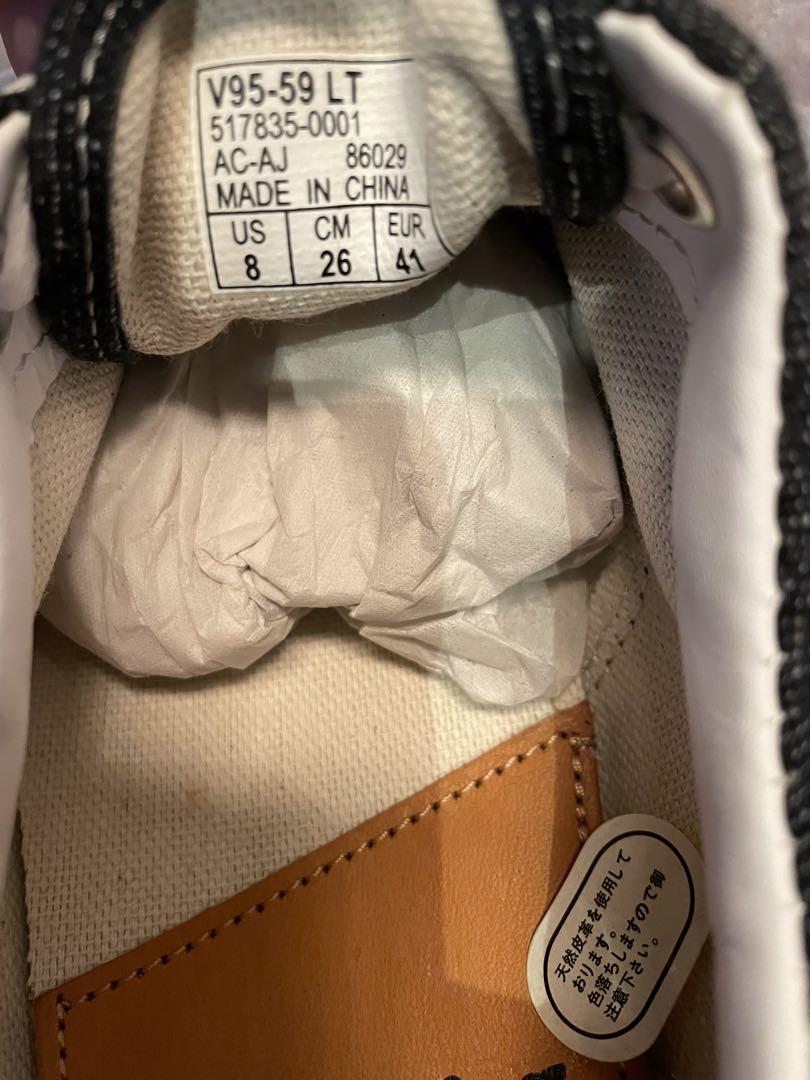 V95-59 LT
517835-0001
AC-AJ 86029
MADE IN CHINA
US CM EUR
8 26 41
天然皮革を使用して
おります。
色落ちしますので御
注意下さい。